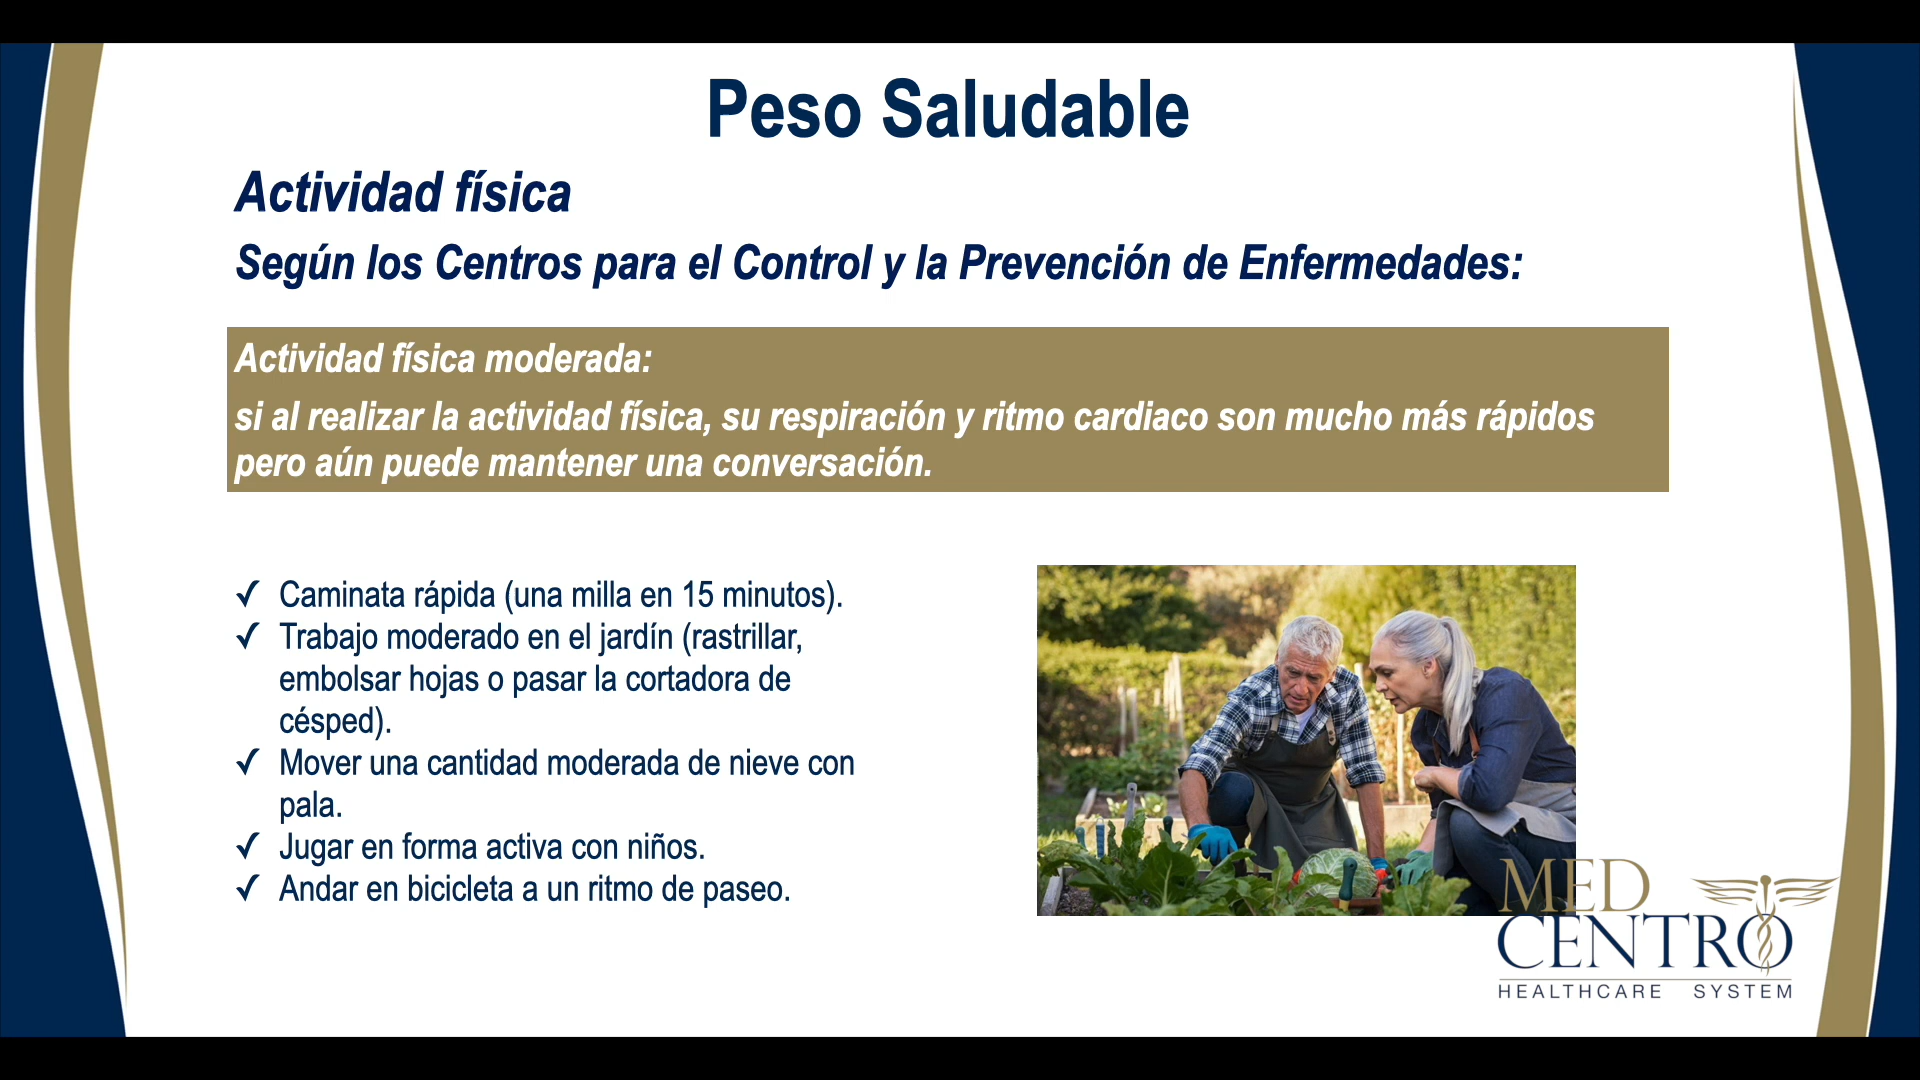 Peso Saludable
Actividad física
Según los Centros para el Control y la Prevención de Enfermedades:
Actividad física moderada:
si al realizar la actividad física, su respiración y ritmo cardiaco son mucho más rápidos
pero aún puede mantener una conversación.
✓ Caminata rápida (una milla en 15 minutos).
✓ Trabajo moderado en el jardín (rastrillar,
embolsar hojas o pasar la cortadora de
césped).
✓ Mover una cantidad moderada de nieve con
pala.
✓ Jugar en forma activa con niños.
✓ Andar en bicicleta a un ritmo de paseo.
MED
CENTRO
HEALTHCARE SYSTEM